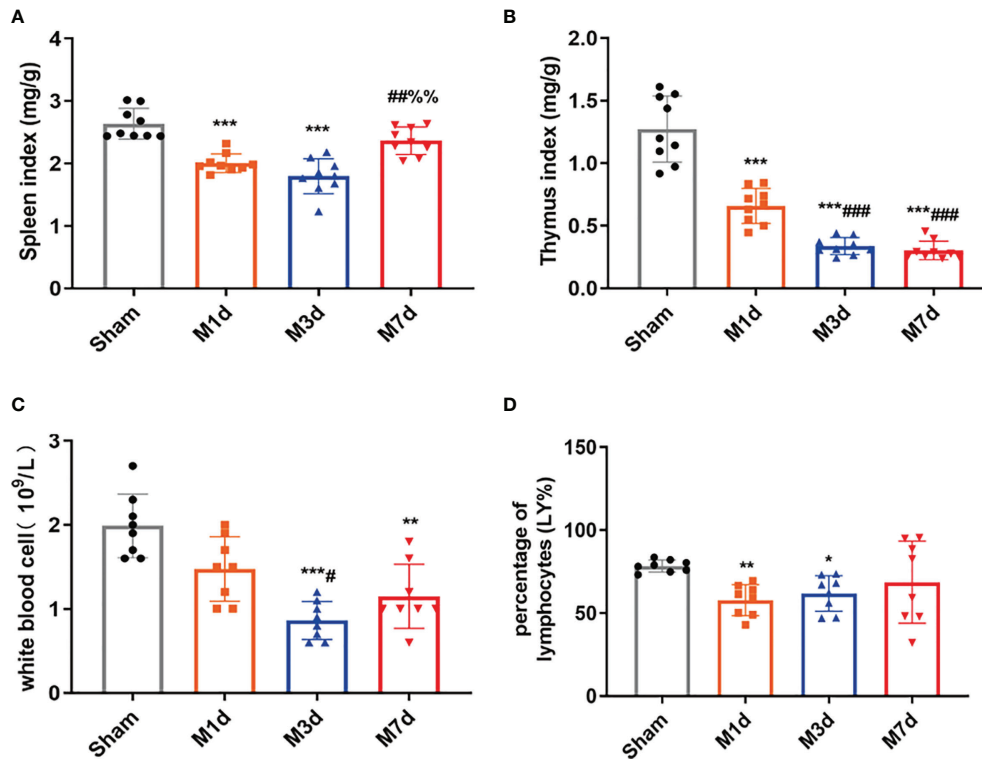 A
Spleen index (mg/g)
4
3
2
1
0
***
***
##%%
Sham
M1d
M3d
M7d
B
Thymus index (mg/g)
2.0
1.5
1.0
0.5
0.0
***
***###
***###
Sham
M1d
M3d
M7d
C
white blood cell( 10⁹/L)
3
2
1
0
***#
**
Sham
M1d
M3d
M7d
D
percentage of
lymphocytes (LY%)
150
100
50
0
**
*
Sham
M1d
M3d
M7d